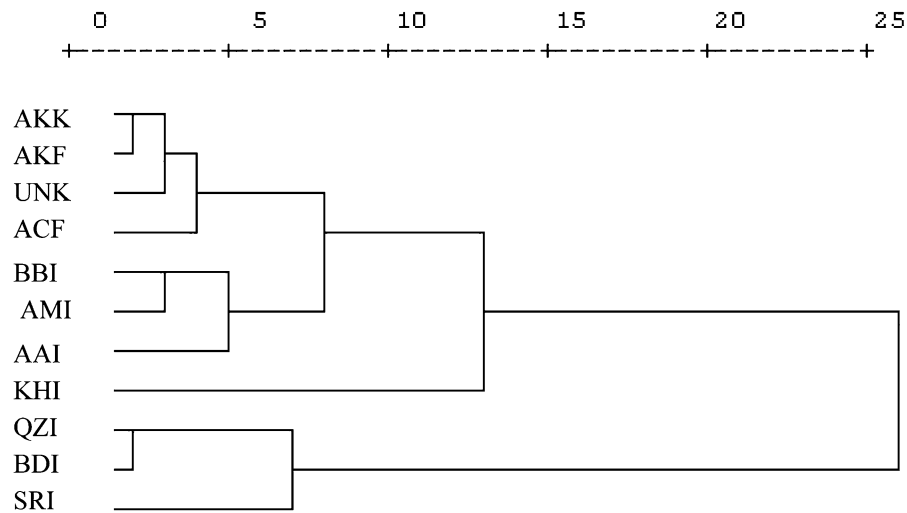 0 5 10 15 20 25
AKK
AKF
UNK
ACF
BBI
AMI
AAI
KHI
QZI
BDI
SRI